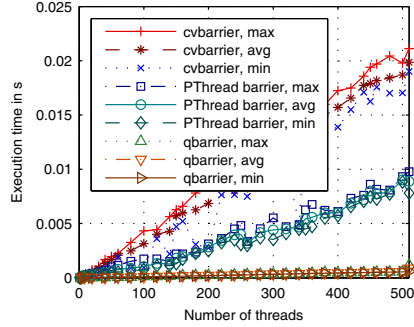 0.025
0.02
0.015
0.01
0.005
0
Execution time in s
cvbarrier, max
cvbarrier, avg
cvbarrier, min
PThread barrier, max
PThread barrier, avg
PThread barrier, min
qbarrier, max
qbarrier, avg
qbarrier, min
0 100 200 300 400 500
Number of threads